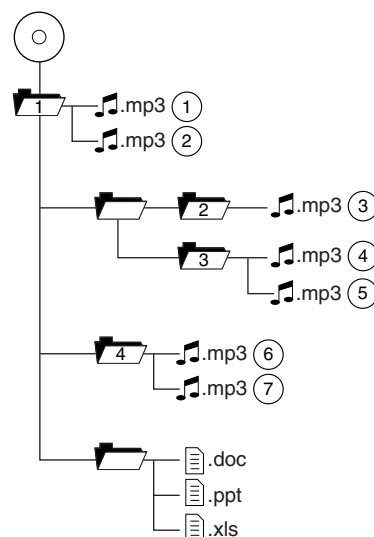 1 .mp3 1
.mp3 2
2 .mp3 3
3 .mp3 4
.mp3 5
4 .mp3 6
.mp3 7
.doc
.ppt
.xls